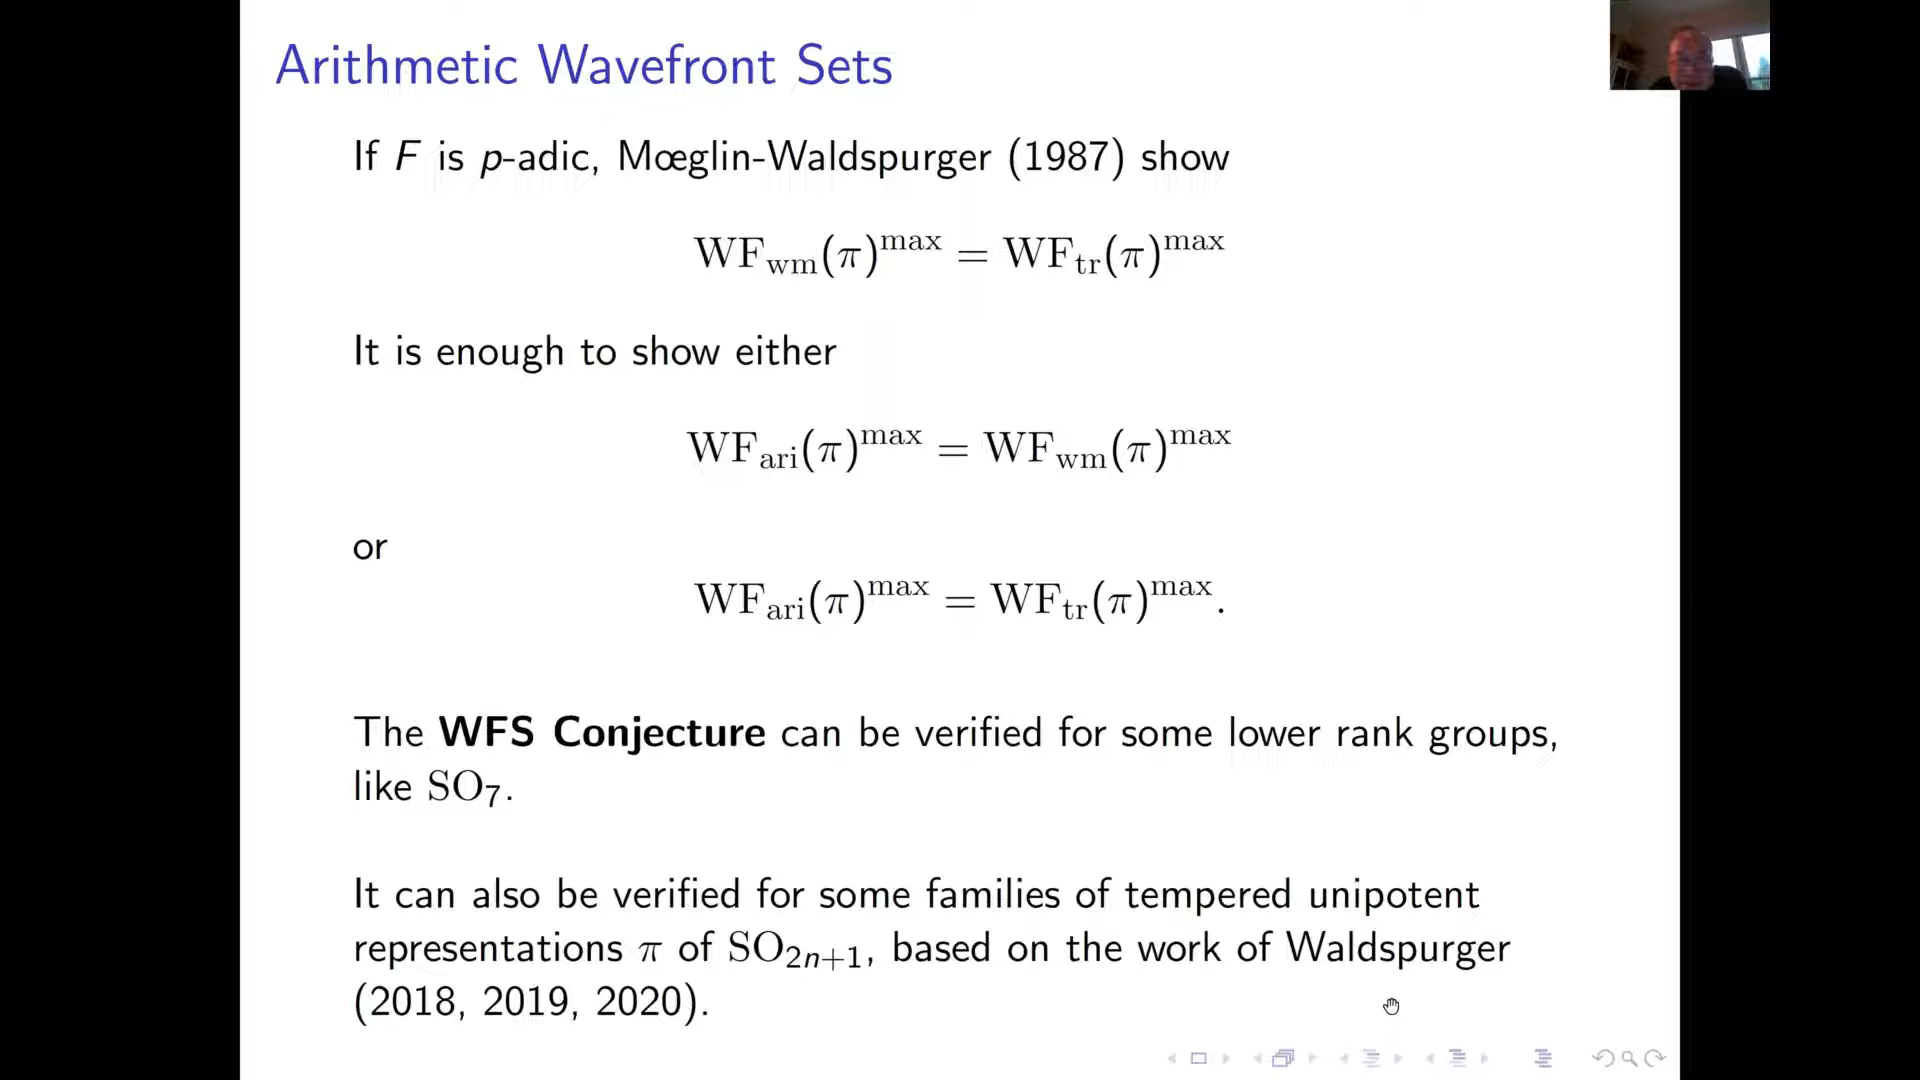 Arithmetic Wavefront Sets
If F is p-adic, Mœglin-Waldspurger (1987) show
WF_wm(π)^max = WF_tr(π)^max
It is enough to show either
WF_ari(π)^max = WF_wm(π)^max
or
WF_ari(π)^max = WF_tr(π)^max.
The WFS Conjecture can be verified for some lower rank groups,
like SO_7.
It can also be verified for some families of tempered unipotent
representations π of SO_{2n+1}, based on the work of Waldspurger
(2018, 2019, 2020).